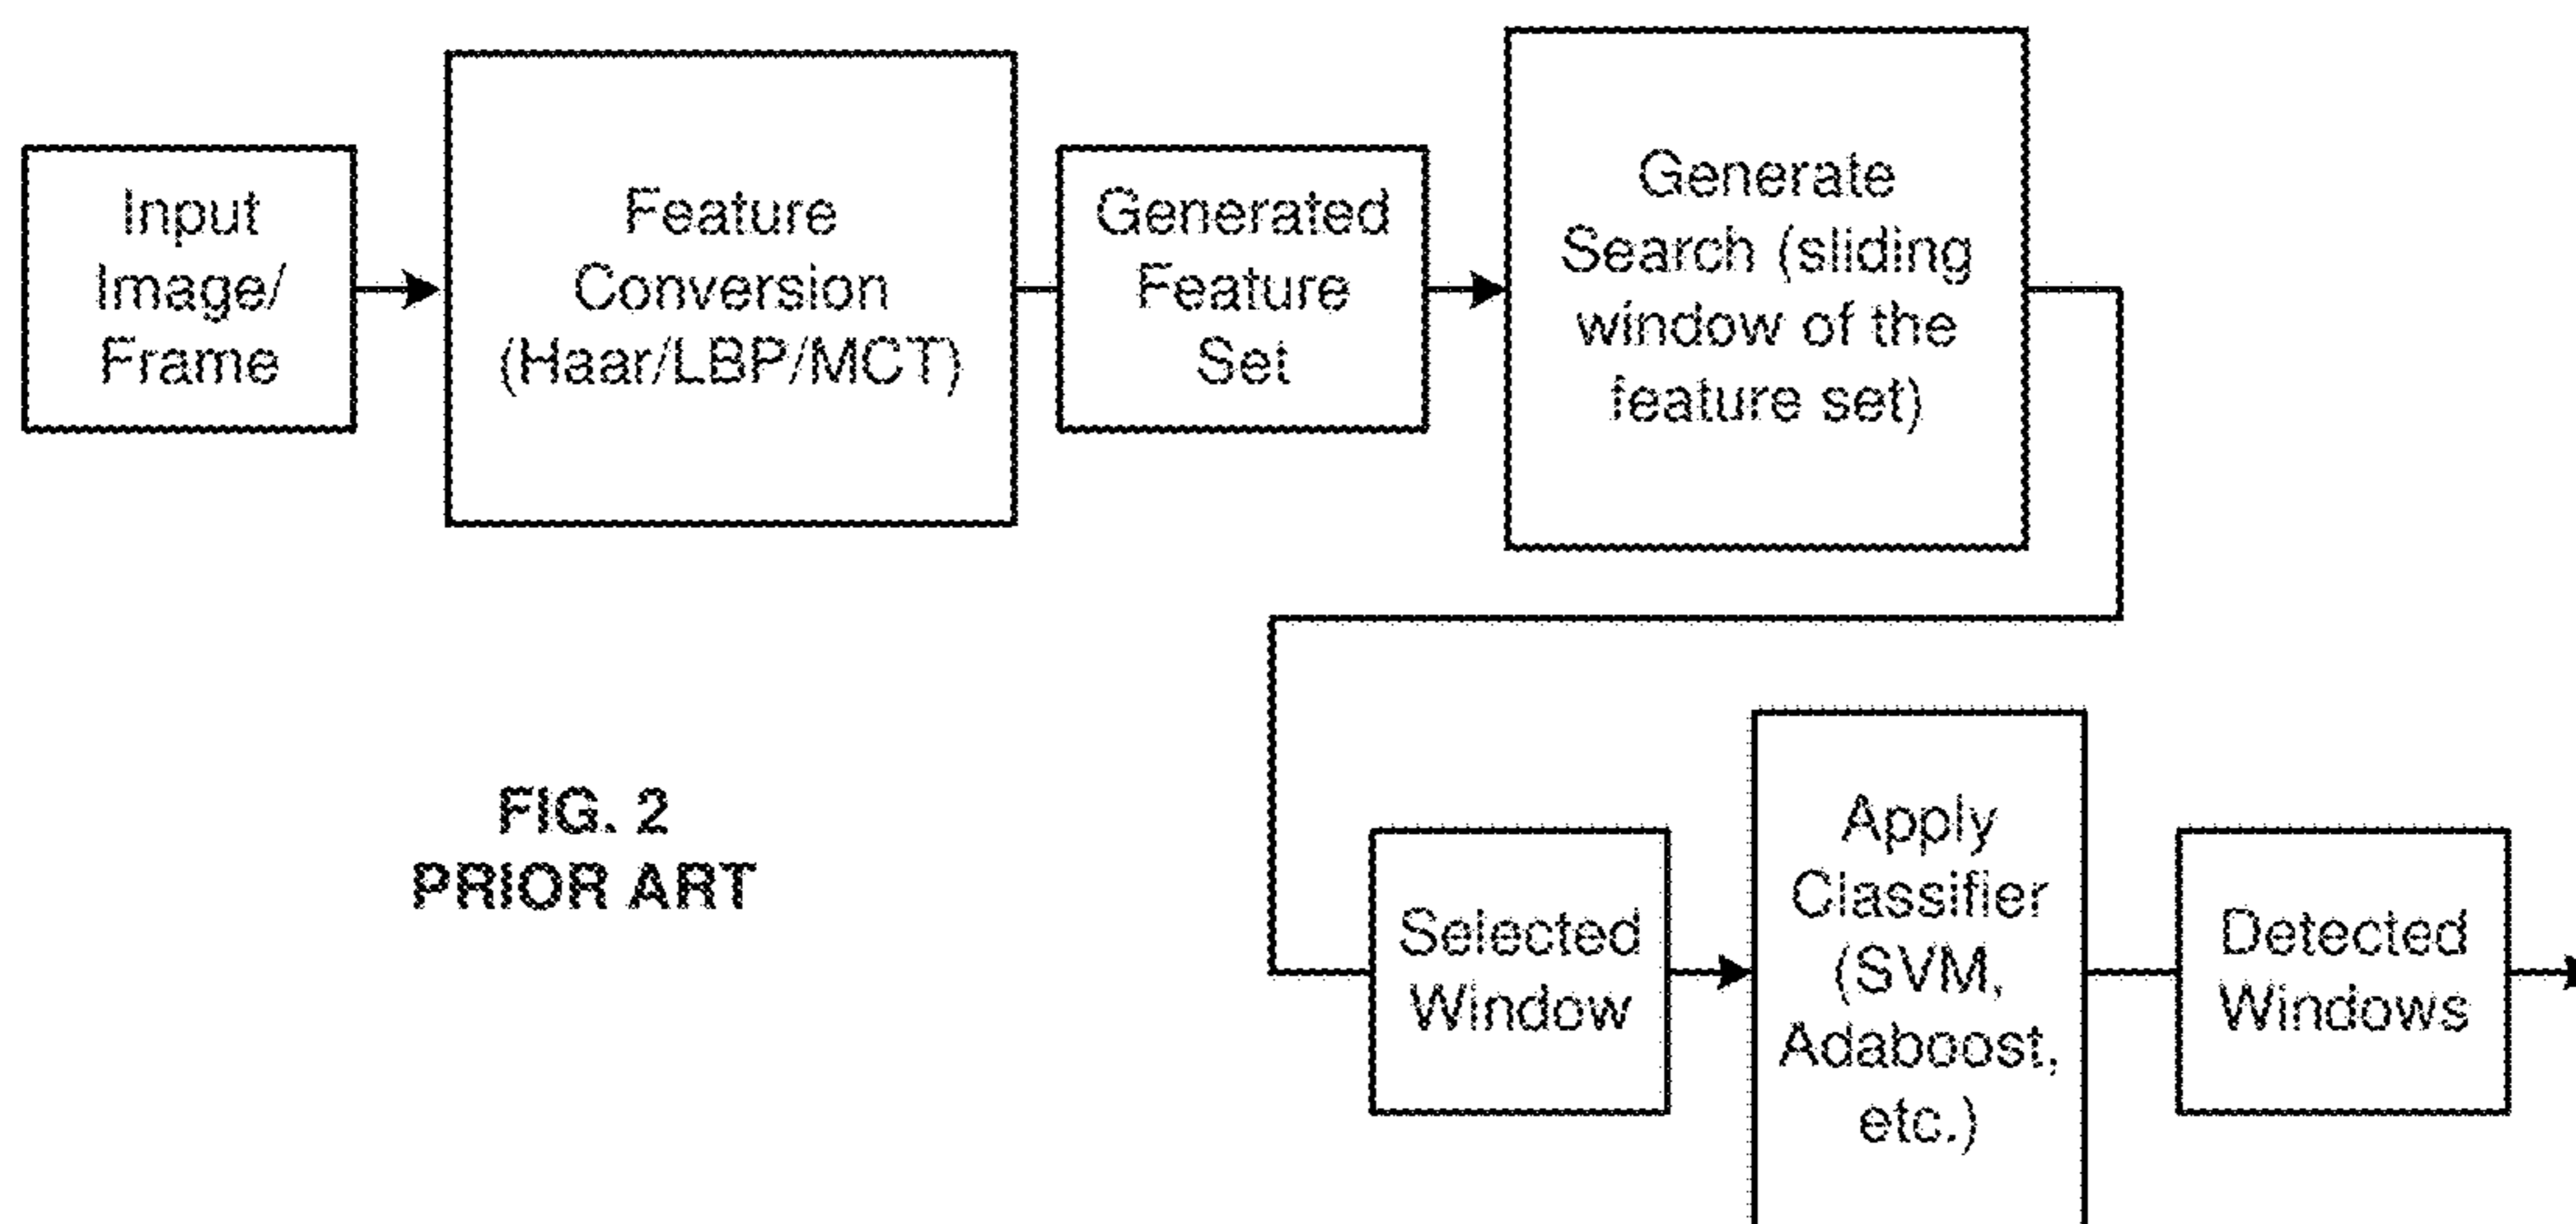 Input
Image/
Frame
Feature
Conversion
(Haar/LBP/MCT)
Generated
Feature
Set
Generate
Search (sliding
window of the
feature set)
FIG. 2
PRIOR ART
Selected
Window
Apply
Classifier
(SVM,
Adaboost,
etc.)
Detected
Windows